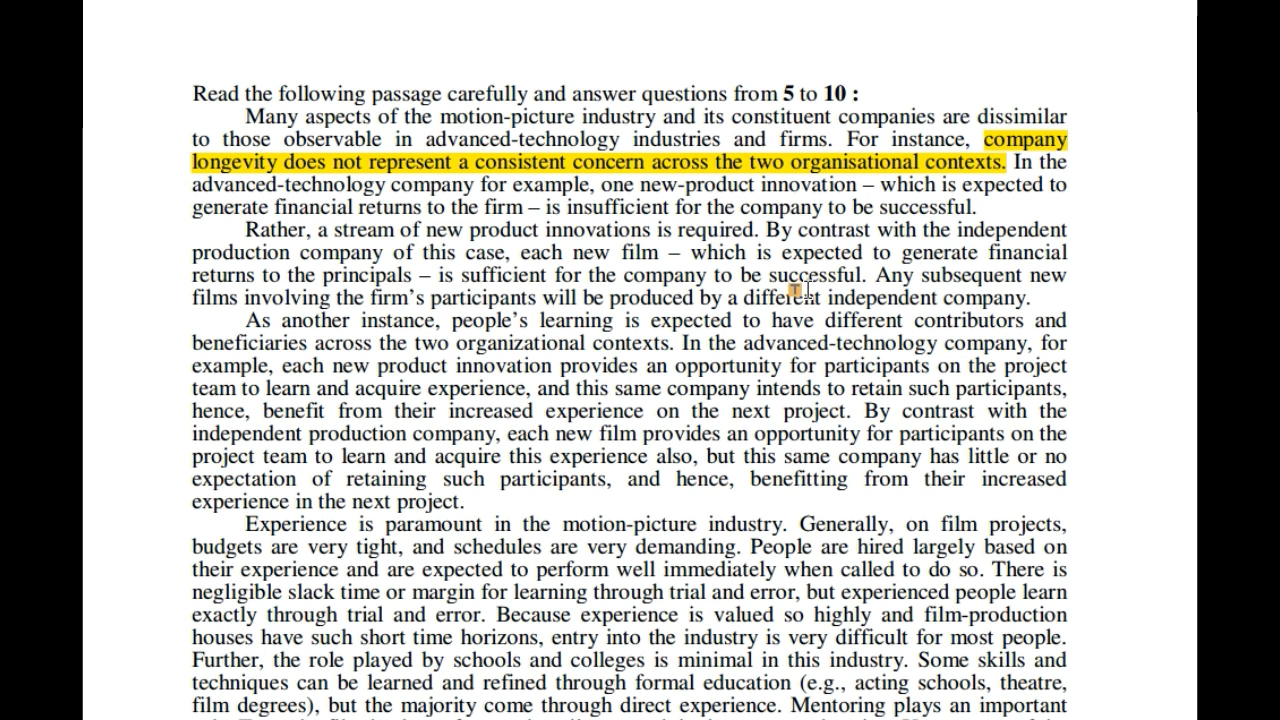 Read the following passage carefully and answer questions from 5 to 10 :
Many aspects of the motion-picture industry and its constituent companies are dissimilar
to those observable in advanced-technology industries and firms. For instance, company
longevity does not represent a consistent concern across the two organisational contexts. In the
advanced-technology company for example, one new-product innovation – which is expected to
generate financial returns to the firm – is insufficient for the company to be successful.
Rather, a stream of new product innovations is required. By contrast with the independent
production company of this case, each new film – which is expected to generate financial
returns to the principals – is sufficient for the company to be successful. Any subsequent new
films involving the firm's participants will be produced by a different independent company.
As another instance, people's learning is expected to have different contributors and
beneficiaries across the two organizational contexts. In the advanced-technology company, for
example, each new product innovation provides an opportunity for participants on the project
team to learn and acquire experience, and this same company intends to retain such participants,
hence, benefit from their increased experience on the next project. By contrast with the
independent production company, each new film provides an opportunity for participants on the
project team to learn and acquire this experience also, but this same company has little or no
expectation of retaining such participants, and hence, benefitting from their increased
experience in the next project.
Experience is paramount in the motion-picture industry. Generally, on film projects,
budgets are very tight, and schedules are very demanding. People are hired largely based on
their experience and are expected to perform well immediately when called to do so. There is
negligible slack time or margin for learning through trial and error, but experienced people learn
exactly through trial and error. Because experience is valued so highly and film-production
houses have such short time horizons, entry into the industry is very difficult for most people.
Further, the role played by schools and colleges is minimal in this industry. Some skills and
techniques can be learned and refined through formal education (e.g., acting schools, theatre,
film degrees), but the majority come through direct experience. Mentoring plays an important